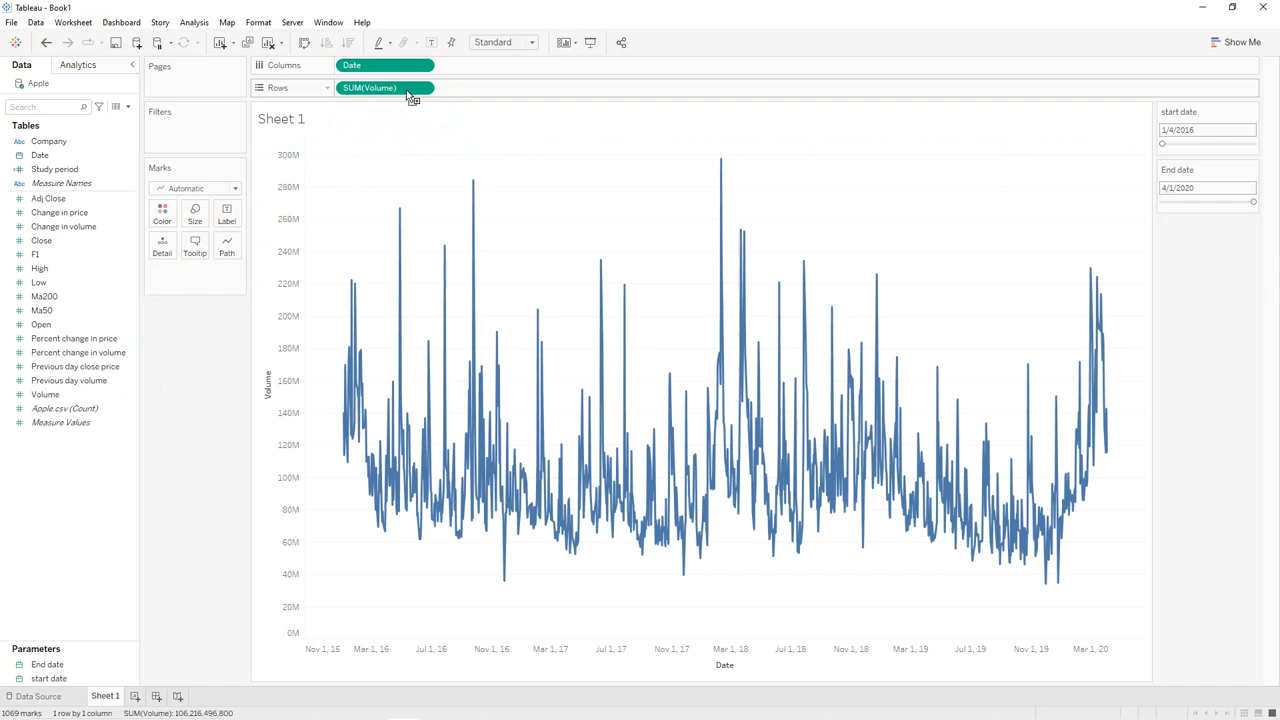 Tableau - Book1
File Data Worksheet Dashboard Story Analysis Map Format Server Window Help
Standard
Show Me
Data Analytics
Apple
Search
Tables
Abc Company
Date
Study period
Abc Measure Names
Adj Close
Change in price
Change in volume
Close
F1
High
Low
Ma200
Ma50
Open
Percent change in price
Percent change in volume
Previous day close price
Previous day volume
Volume
Apple.csv (Count)
Measure Values
Parameters
End date
start date
Pages
Filters
Marks
Automatic
Color Size Label
Detail Tooltip Path
Columns Date
Rows SUM(Volume)
Sheet 1
300M
280M
260M
240M
220M
200M
180M
160M
140M
120M
100M
80M
60M
40M
20M
0M
Volume
Nov 1, 15 Mar 1, 16 Jul 1, 16 Nov 1, 16 Mar 1, 17 Jul 1, 17 Nov 1, 17 Mar 1, 18 Jul 1, 18 Nov 1, 18 Mar 1, 19 Jul 1, 19 Nov 1, 19 Mar 1, 20
Date
start date
1/4/2016
End date
4/1/2020
Data Source Sheet 1
1069 marks 1 row by 1 column SUM(Volume): 106,216,496,800